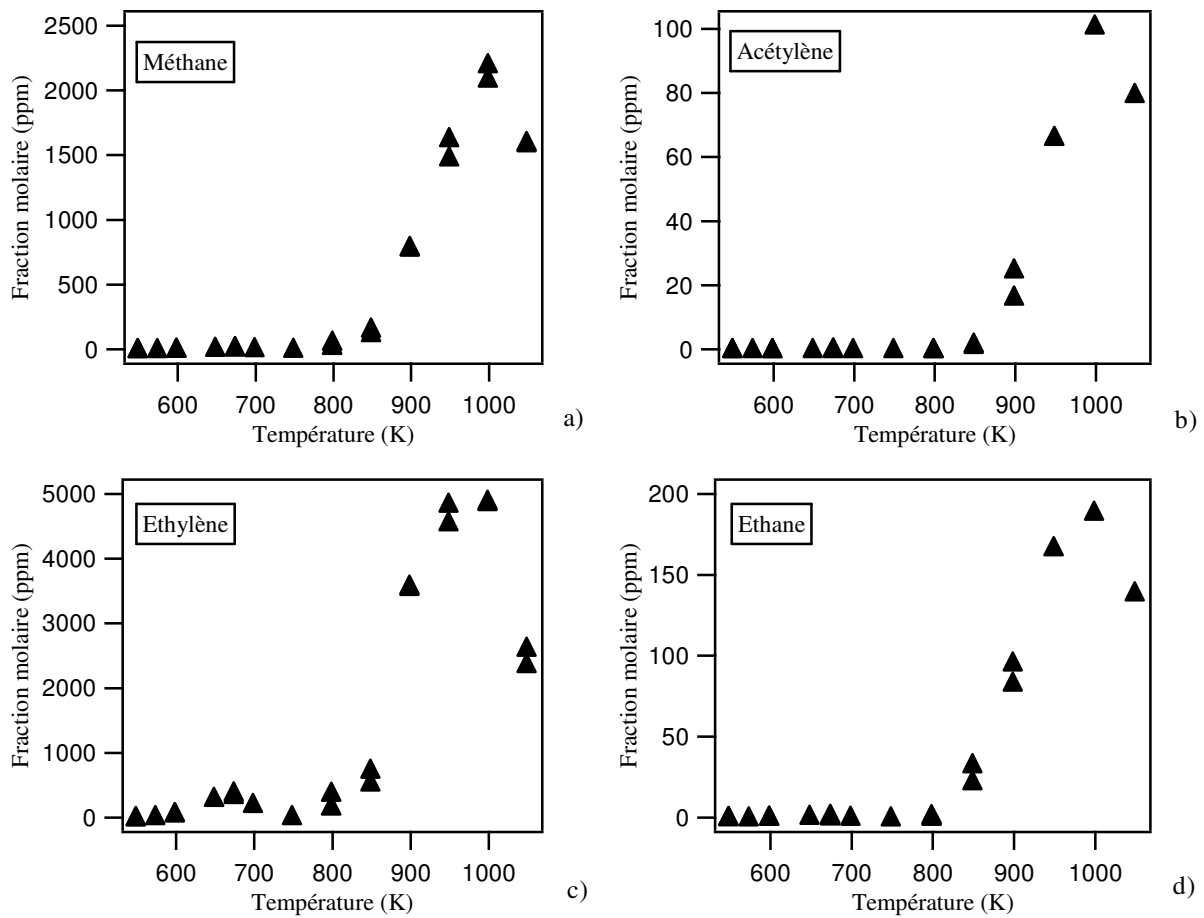 Fraction molaire (ppm)
2500
2000
1500
1000
500
0
Méthane
600
700
800
900
1000
Température (K)
a)
Fraction molaire (ppm)
100
80
60
40
20
0
Acétylène
600
700
800
900
1000
Température (K)
b)
Fraction molaire (ppm)
5000
4000
3000
2000
1000
0
Ethylène
600
700
800
900
1000
Température (K)
c)
Fraction molaire (ppm)
200
150
100
50
0
Ethane
600
700
800
900
1000
Température (K)
d)